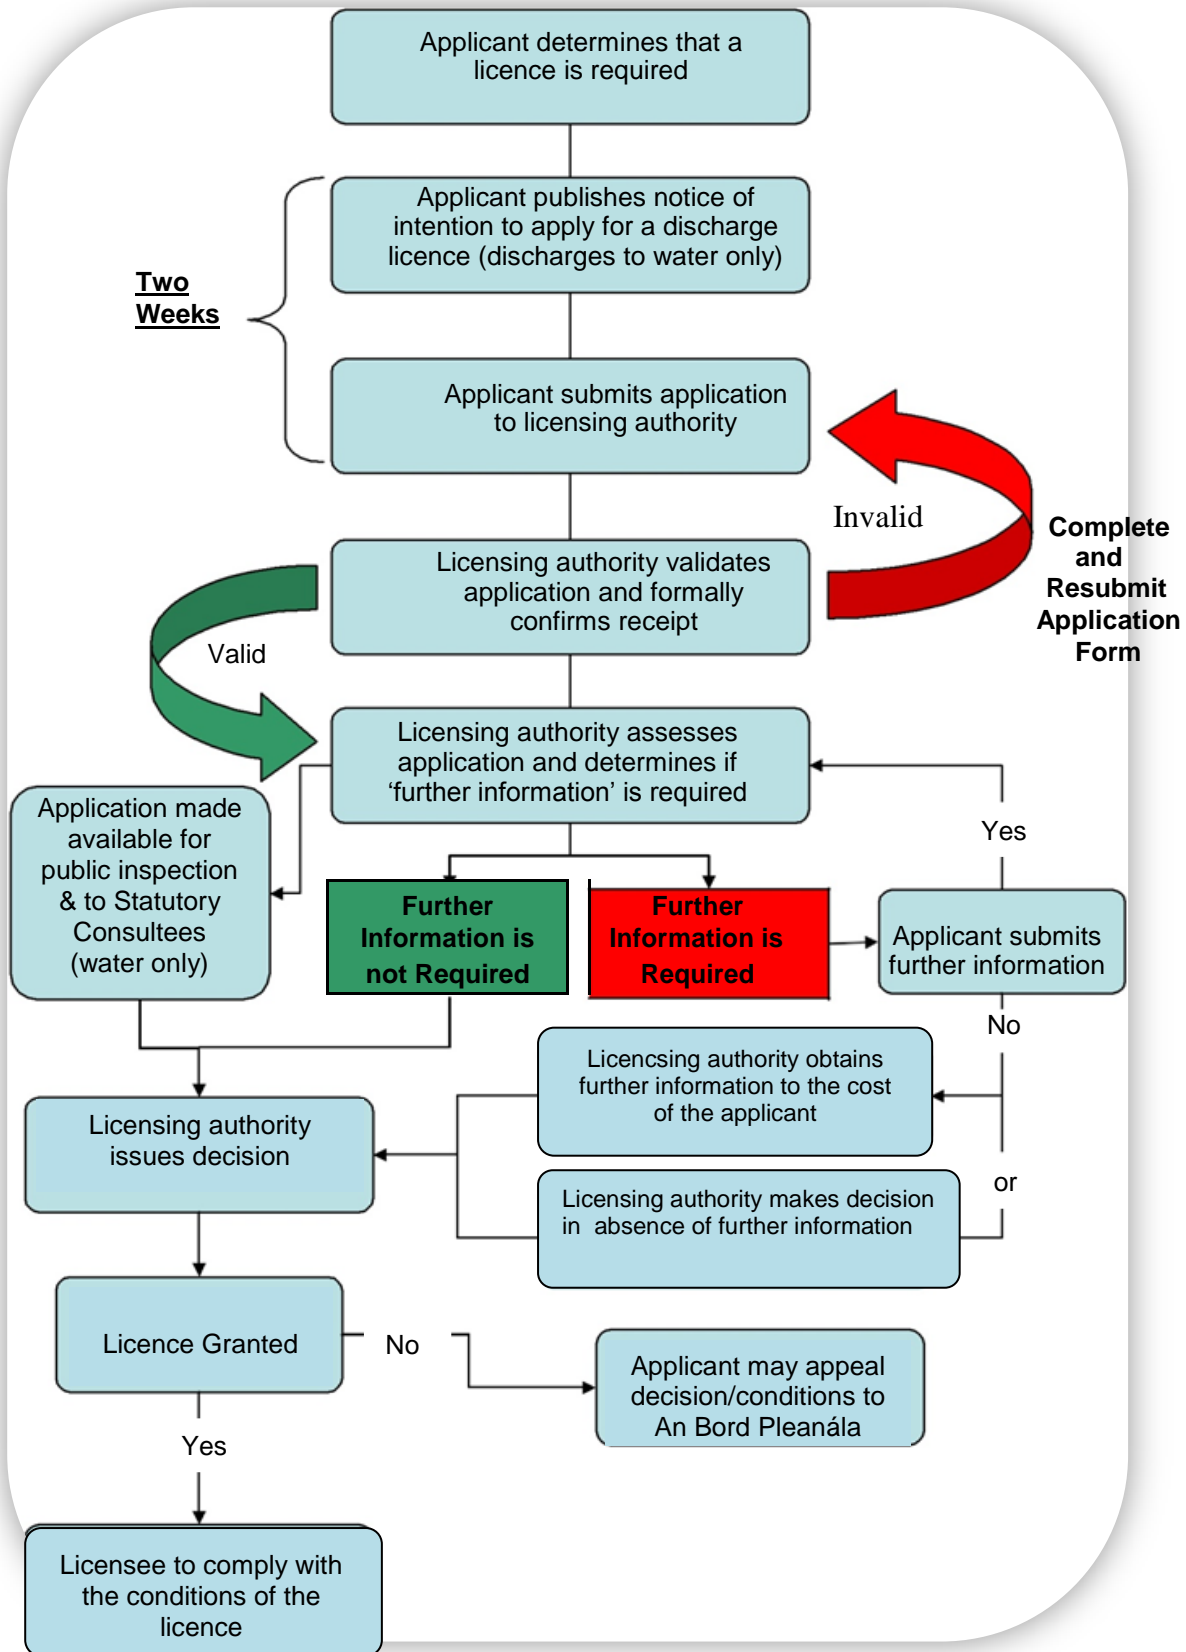 Applicant determines that a
licence is required
Applicant publishes notice of
intention to apply for a discharge
licence (discharges to water only)
Two
Weeks
Applicant submits application
to licensing authority
Invalid
Complete
and
Resubmit
Application
Form
Licensing authority validates
application and formally
confirms receipt
Valid
Licensing authority assesses
application and determines if
‘further information’ is required
Application made
available for
public inspection
& to Statutory
Consultees
(water only)
Further
Information is
not Required
Further
Information is
Required
Yes
Applicant submits
further information
No
Licencsing authority obtains
further information to the cost
of the applicant
or
Licensing authority makes decision
in absence of further information
Licensing authority
issues decision
Licence Granted
No
Applicant may appeal
decision/conditions to
An Bord Pleanála
Yes
Licensee to comply with
the conditions of the
licence